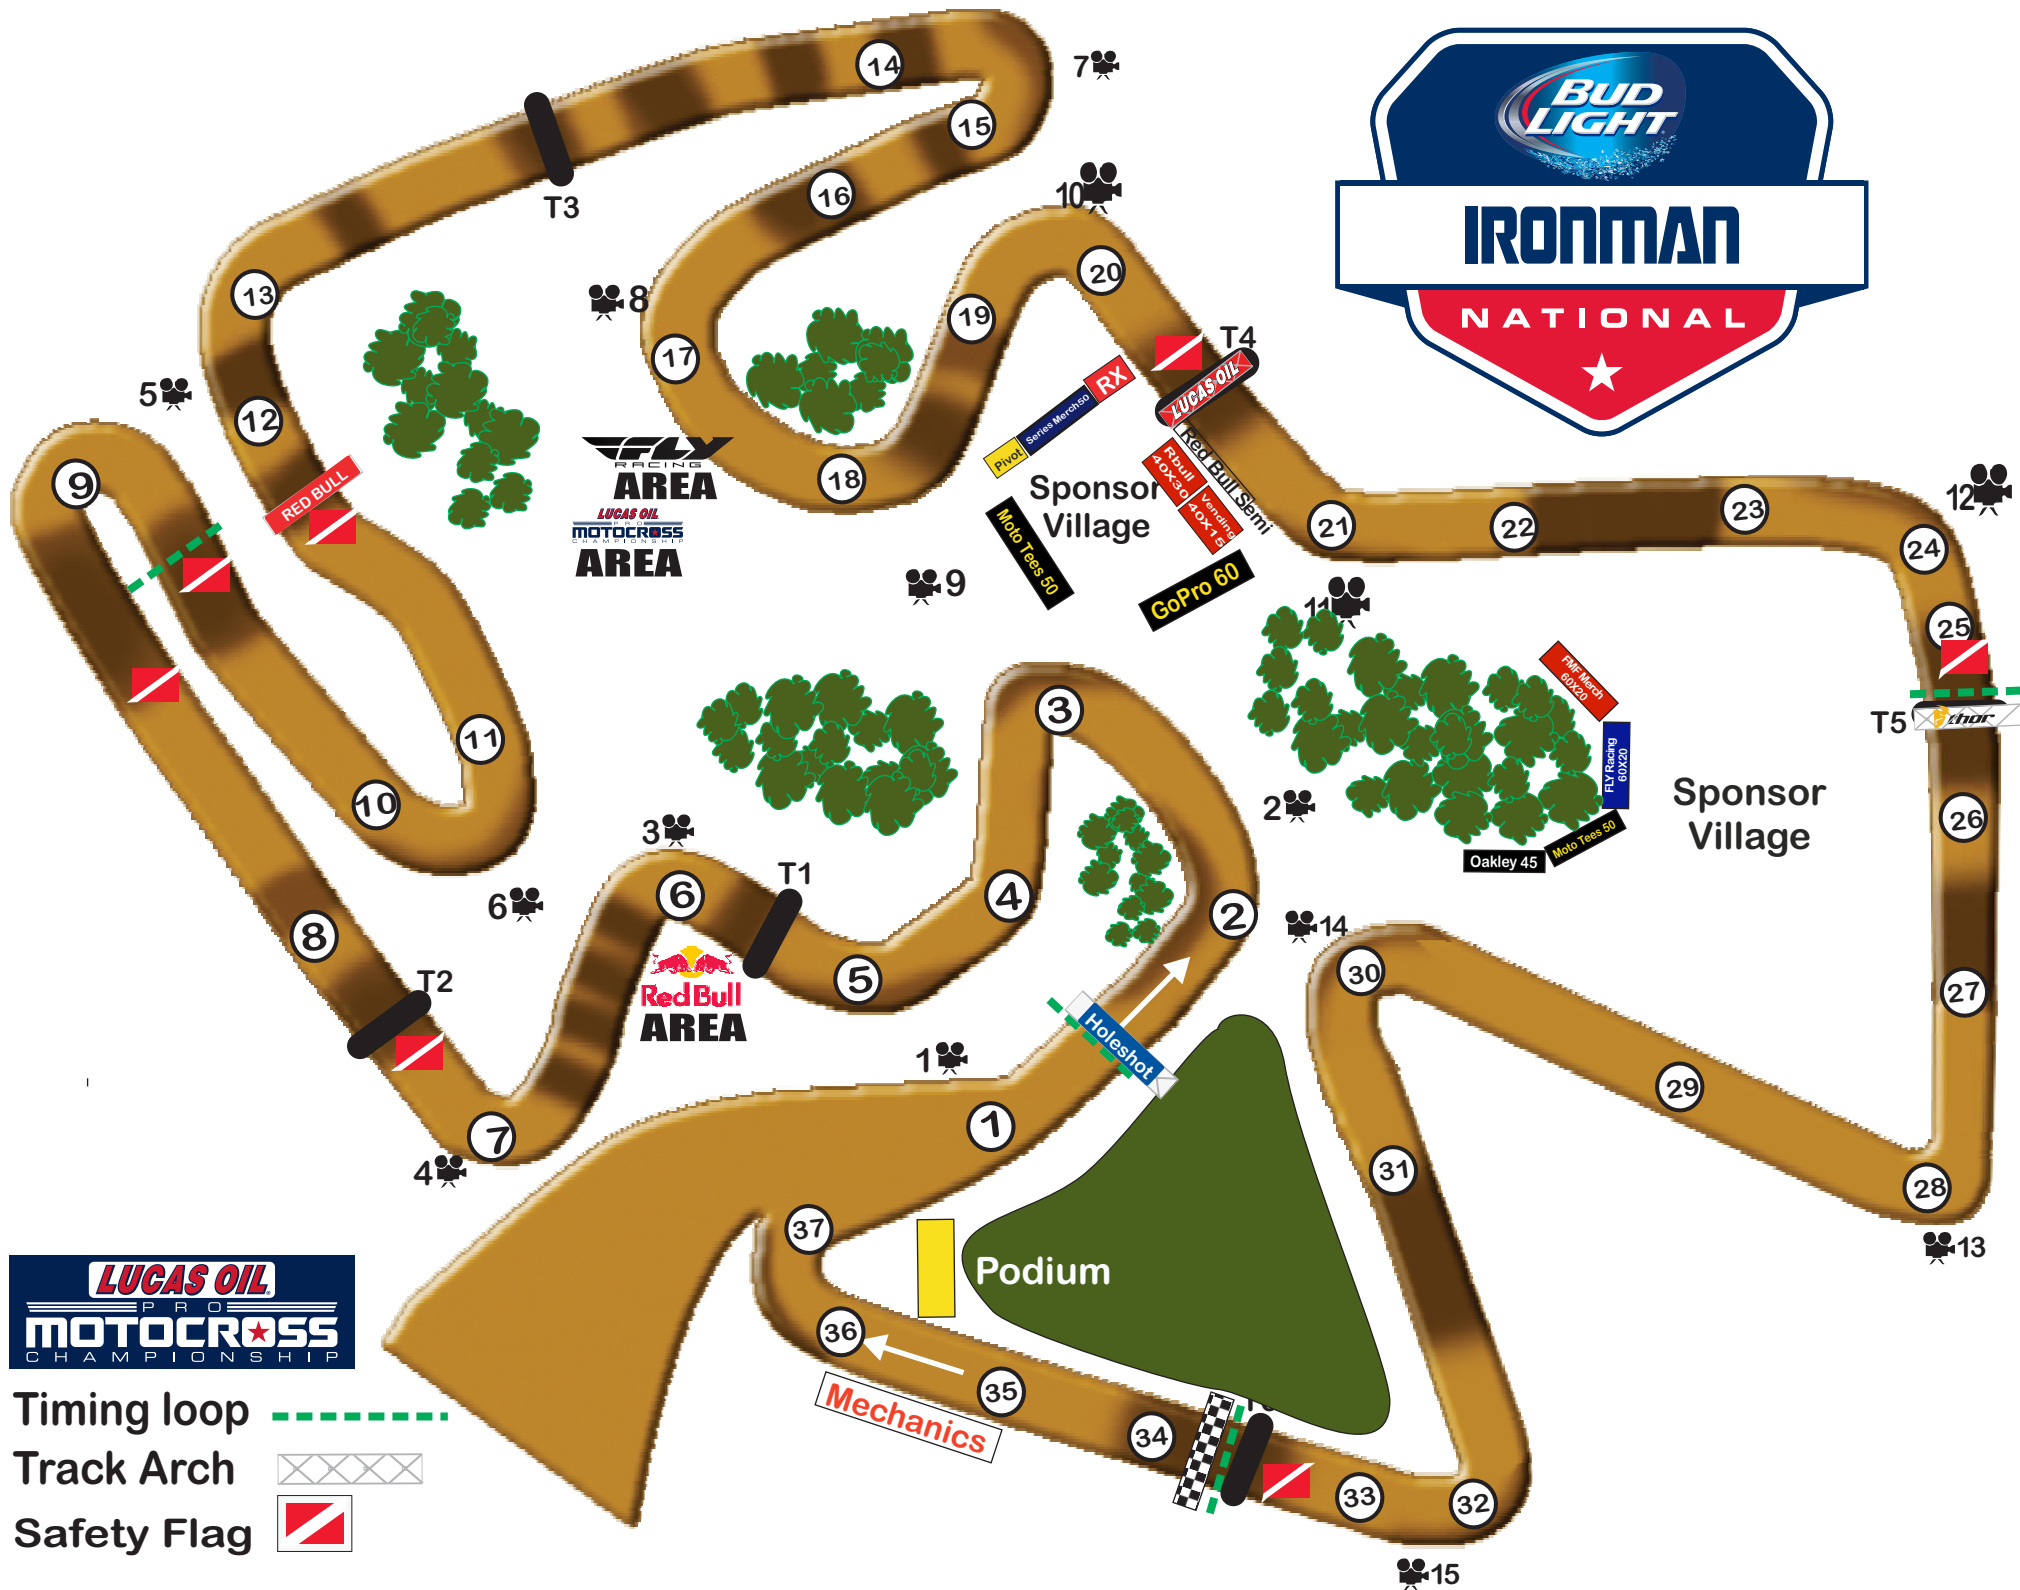 BUD
LIGHT
IRONMAN
NATIONAL
14
7
15
16
10
T3
20
13
8
19
T4
LUCAS OIL
17
RX
Series Merch50
Pivot
5
12
Red Bull Semi
Rbull
40X30
Vending
40X15
FLY
RACING
AREA
18
Sponsor
Village
9
RED BULL
LUCAS OIL
PRO
MOTOCROSS
CHAMPIONSHIP
AREA
Moto Tees 50
GoPro 60
9
21
22
23
12
24
11
25
T5
thor
FMF Merch
60X20
FLY Racing
60X20
Moto Tees 50
Oakley 45
Sponsor
Village
3
11
10
2
26
3
T1
6
4
2
6
8
T2
5
RedBull
AREA
14
30
27
Holeshot
1
1
7
4
29
31
28
13
37
Podium
36
35
Mechanics
34
33
32
15
LUCAS OIL
PRO
MOTOCROSS
CHAMPIONSHIP
Timing loop
Track Arch
Safety Flag